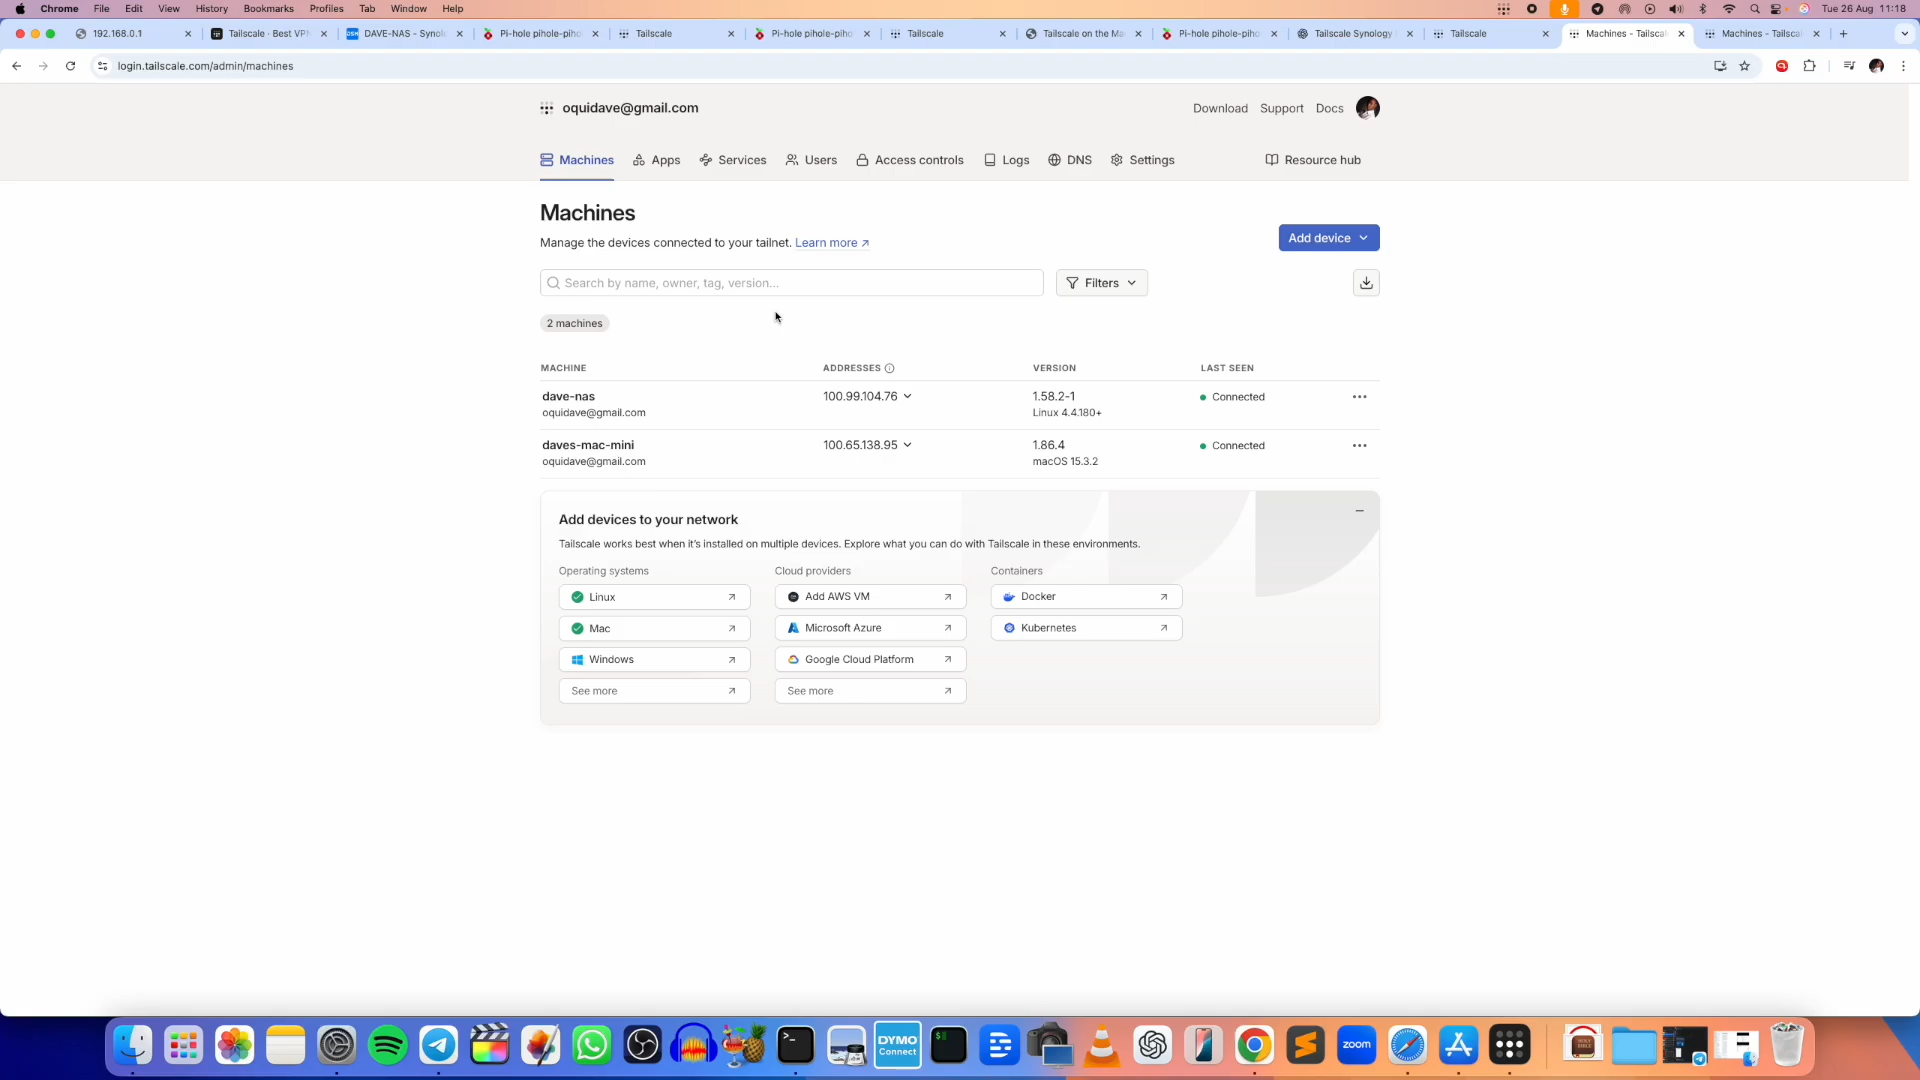 Chrome File Edit View History Bookmarks Profiles Tab Window Help Tue 26 Aug 11:18
192.168.0.1 Tailscale · Best VPN DAVE-NAS - Synol Pi-hole pihole-piho Tailscale Pi-hole pihole-piho Tailscale Tailscale on the Ma Pi-hole pihole-piho Tailscale Synology Tailscale Machines - Tailsca Machines - Tailsca
login.tailscale.com/admin/machines
oquidave@gmail.com Download Support Docs
Machines Apps Services Users Access controls Logs DNS Settings Resource hub
Machines
Manage the devices connected to your tailnet. Learn more ↗
Add device
Search by name, owner, tag, version... Filters
2 machines
MACHINE ADDRESSES VERSION LAST SEEN
dave-nas 100.99.104.76 1.58.2-1 Connected
oquidave@gmail.com Linux 4.4.180+
daves-mac-mini 100.65.138.95 1.86.4 Connected
oquidave@gmail.com macOS 15.3.2
Add devices to your network
Tailscale works best when it's installed on multiple devices. Explore what you can do with Tailscale in these environments.
Operating systems Cloud providers Containers
Linux Add AWS VM Docker
Mac Microsoft Azure Kubernetes
Windows Google Cloud Platform
See more See more
DYMO
Connect
zoom